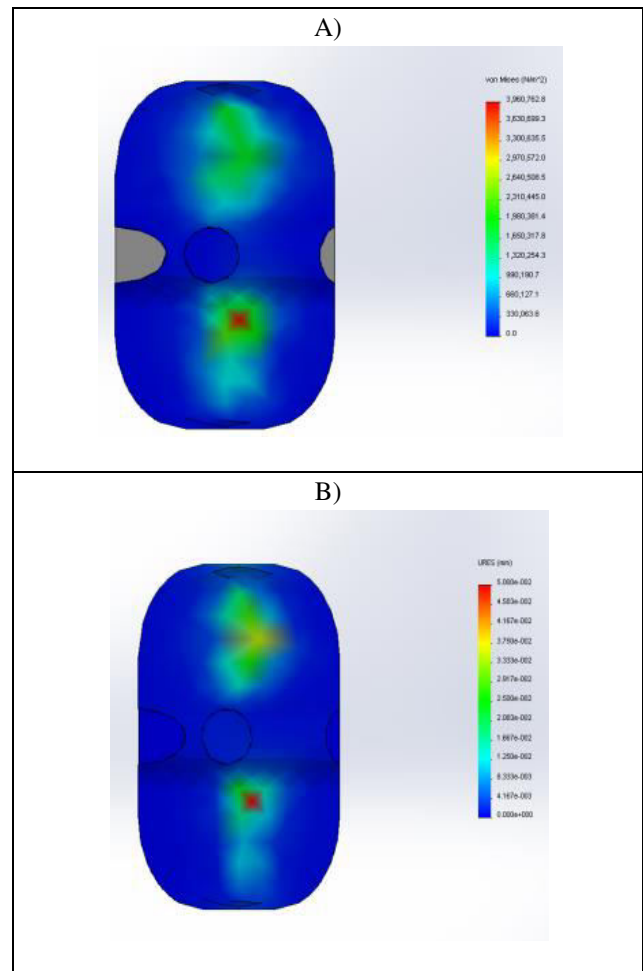 A)
von Mises (N/m^2)
3,960,762.8
3,630,699.3
3,300,635.5
2,970,572.0
2,640,508.5
2,310,445.0
1,980,381.4
1,650,317.8
1,320,254.3
990,190.7
660,127.1
330,063.6
0.0
B)
URES (mm)
5.000e-002
4.583e-002
4.167e-002
3.750e-002
3.333e-002
2.917e-002
2.500e-002
2.083e-002
1.667e-002
1.250e-002
8.333e-003
4.167e-003
0.000e+000